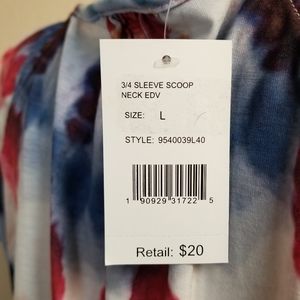 3/4 SLEEVE SCOOP
NECK EDV
SIZE: L
STYLE: 9540039L40
1 90929 31722 5
Retail: $20